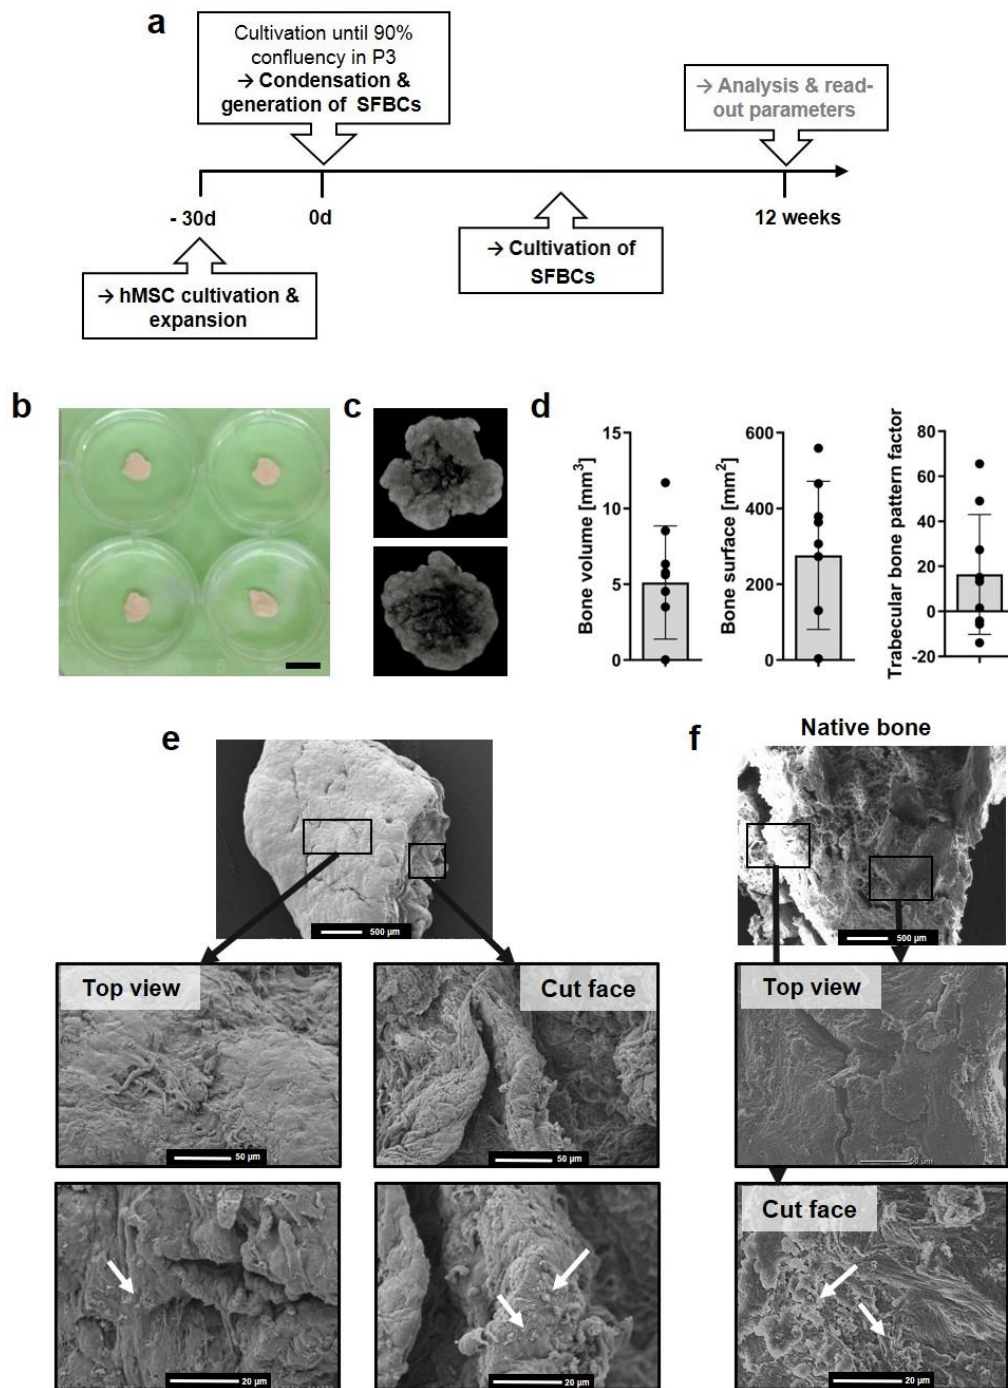 a
Cultivation until 90%
confluency in P3
→ Condensation &
generation of SFBCs
→ Analysis & read-
out parameters
- 30d
0d
12 weeks
→ hMSC cultivation &
expansion
→ Cultivation of
SFBCs
b
c
d
Bone volume [mm³]
15
10
5
0
Bone surface [mm²]
600
400
200
0
Trabecular bone pattern factor
80
60
40
20
0
-20
e
500 µm
Top view
50 µm
Cut face
50 µm
20 µm
20 µm
f
Native bone
500 µm
Top view
50 µm
Cut face
20 µm